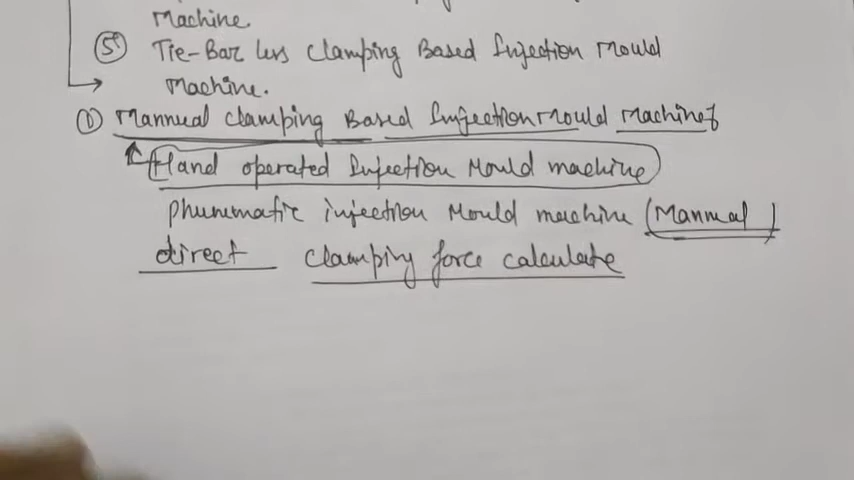 Machine.
(5) Tie-Bar less Clamping Based Injection Mould
Machine.
(1) Mannual Clamping Based Injection Mould Machine:
Hand operated Injection Mould machine
Phunematic injection Mould machine (Mannual)
direct clamping force calculate